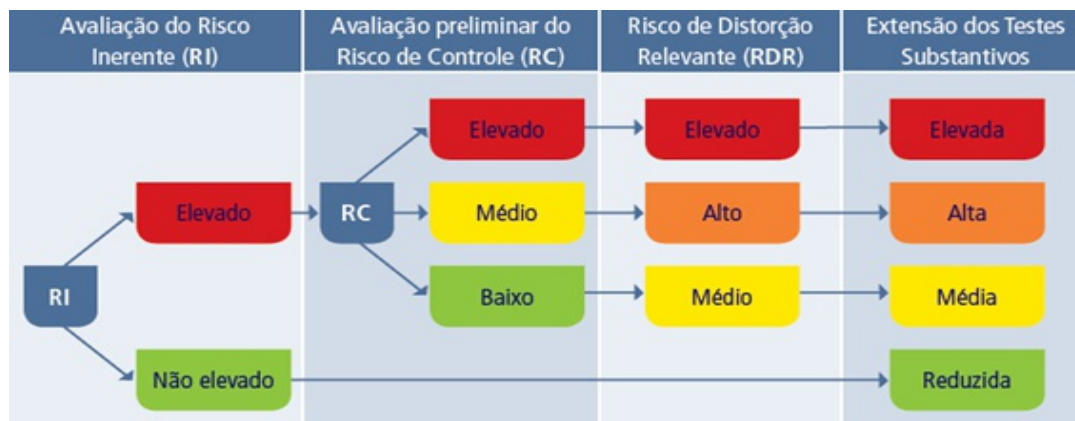 Avaliação do Risco
Inerente (RI)
Avaliação preliminar do
Risco de Controle (RC)
Risco de Distorção
Relevante (RDR)
Extensão dos Testes
Substantivos
Elevado
Elevado
Elevada
Elevado
RC
Médio
Alto
Alta
RI
Baixo
Médio
Média
Não elevado
Reduzida